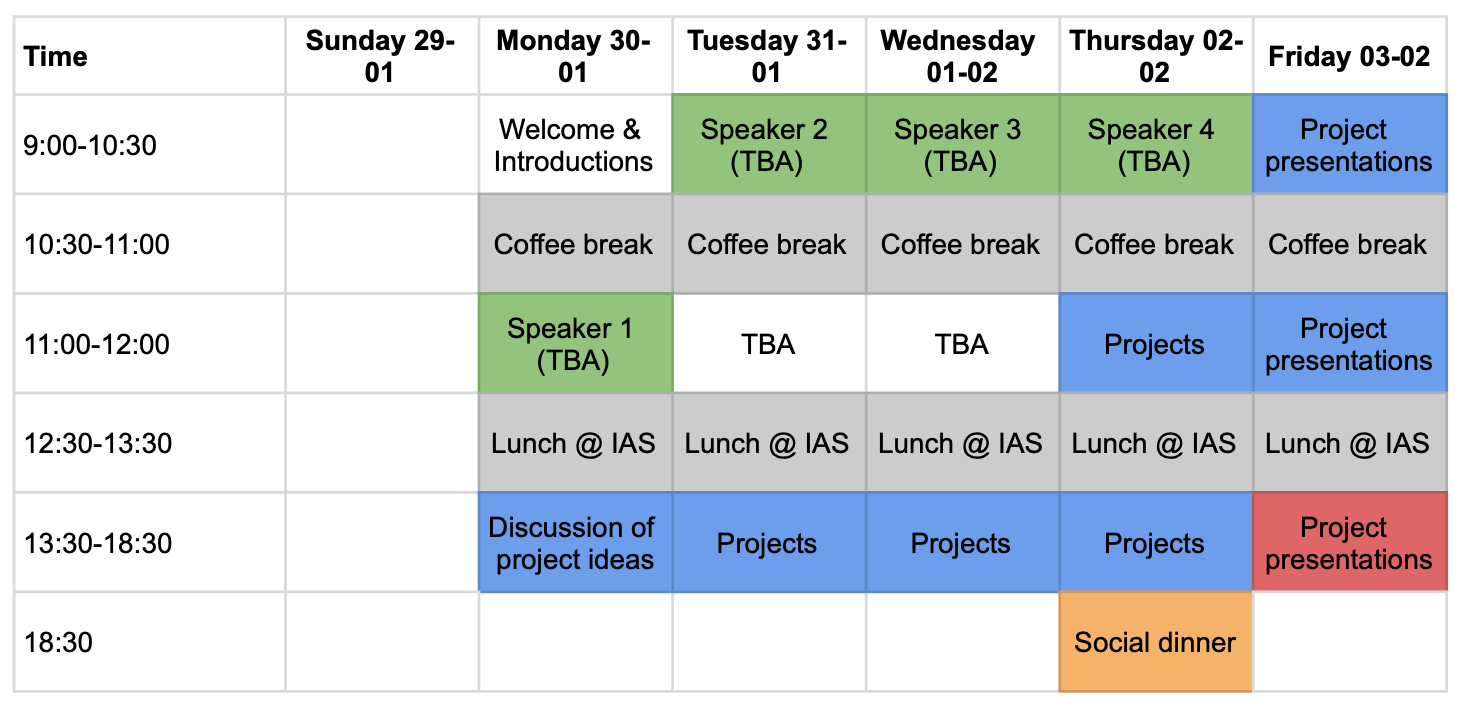 Time Sunday 29-01 Monday 30-01 Tuesday 31-01 Wednesday 01-02 Thursday 02-02 Friday 03-02
9:00-10:30 Welcome & Introductions Speaker 2 (TBA) Speaker 3 (TBA) Speaker 4 (TBA) Project presentations
10:30-11:00 Coffee break Coffee break Coffee break Coffee break Coffee break
11:00-12:00 Speaker 1 (TBA) TBA TBA Projects Project presentations
12:30-13:30 Lunch @ IAS Lunch @ IAS Lunch @ IAS Lunch @ IAS Lunch @ IAS
13:30-18:30 Discussion of project ideas Projects Projects Projects Project presentations
18:30 Social dinner